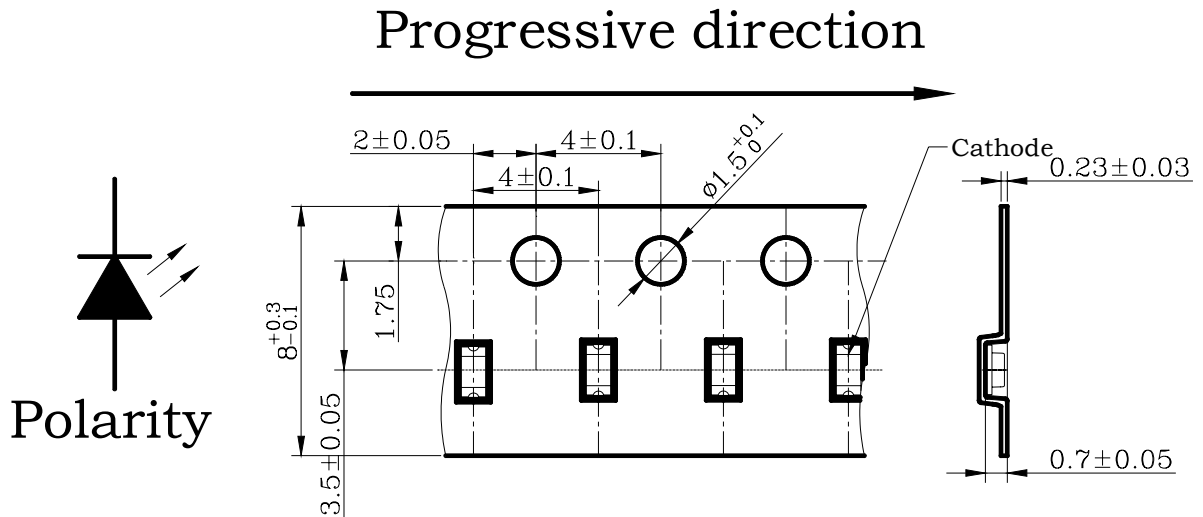 Progressive direction
2±0.05
4±0.1
4±0.1
ø1.5 +0.1 0
Cathode
0.23±0.03
8 +0.3 -0.1
1.75
3.5±0.05
Polarity
0.7±0.05